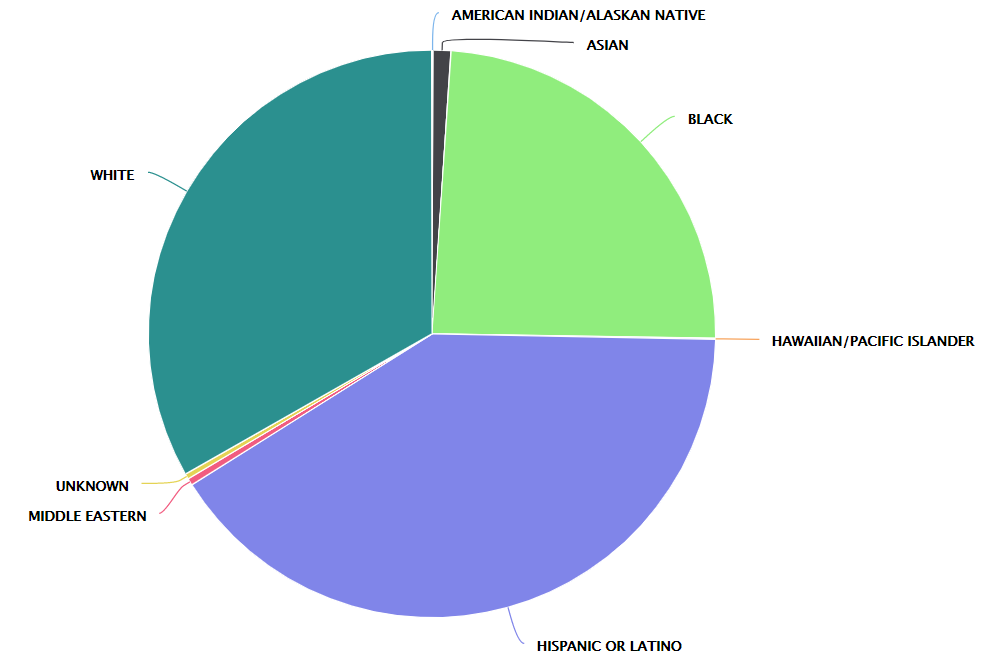 AMERICAN INDIAN/ALASKAN NATIVE
ASIAN
BLACK
WHITE
HAWAIIAN/PACIFIC ISLANDER
UNKNOWN
MIDDLE EASTERN
HISPANIC OR LATINO